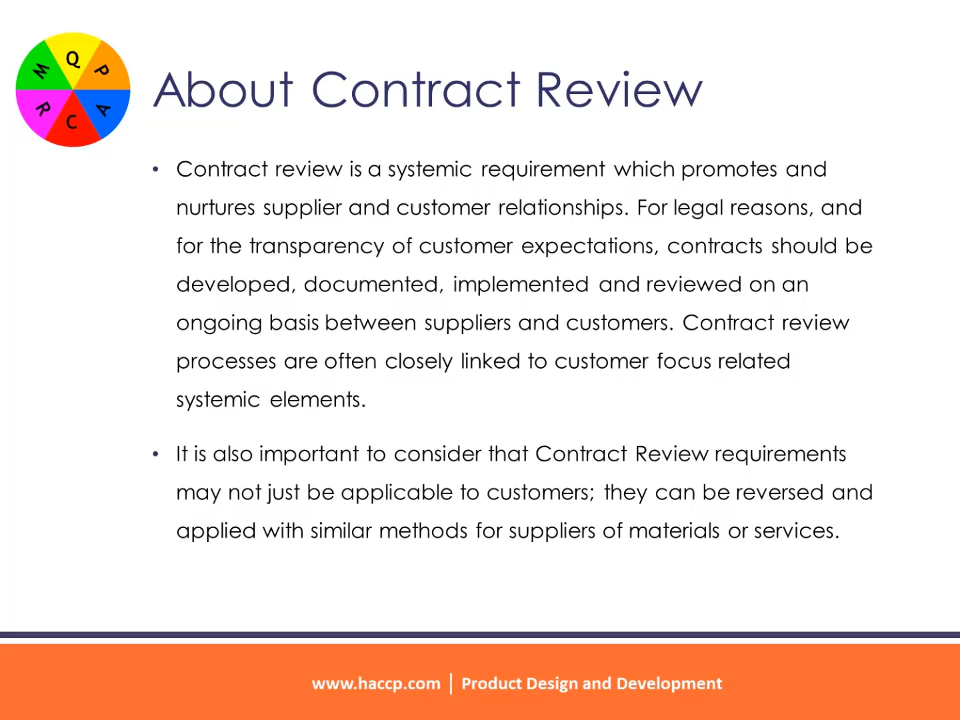 Q
P
A
C
R
M
About Contract Review
• Contract review is a systemic requirement which promotes and
nurtures supplier and customer relationships. For legal reasons, and
for the transparency of customer expectations, contracts should be
developed, documented, implemented and reviewed on an
ongoing basis between suppliers and customers. Contract review
processes are often closely linked to customer focus related
systemic elements.
• It is also important to consider that Contract Review requirements
may not just be applicable to customers; they can be reversed and
applied with similar methods for suppliers of materials or services.
www.haccp.com | Product Design and Development